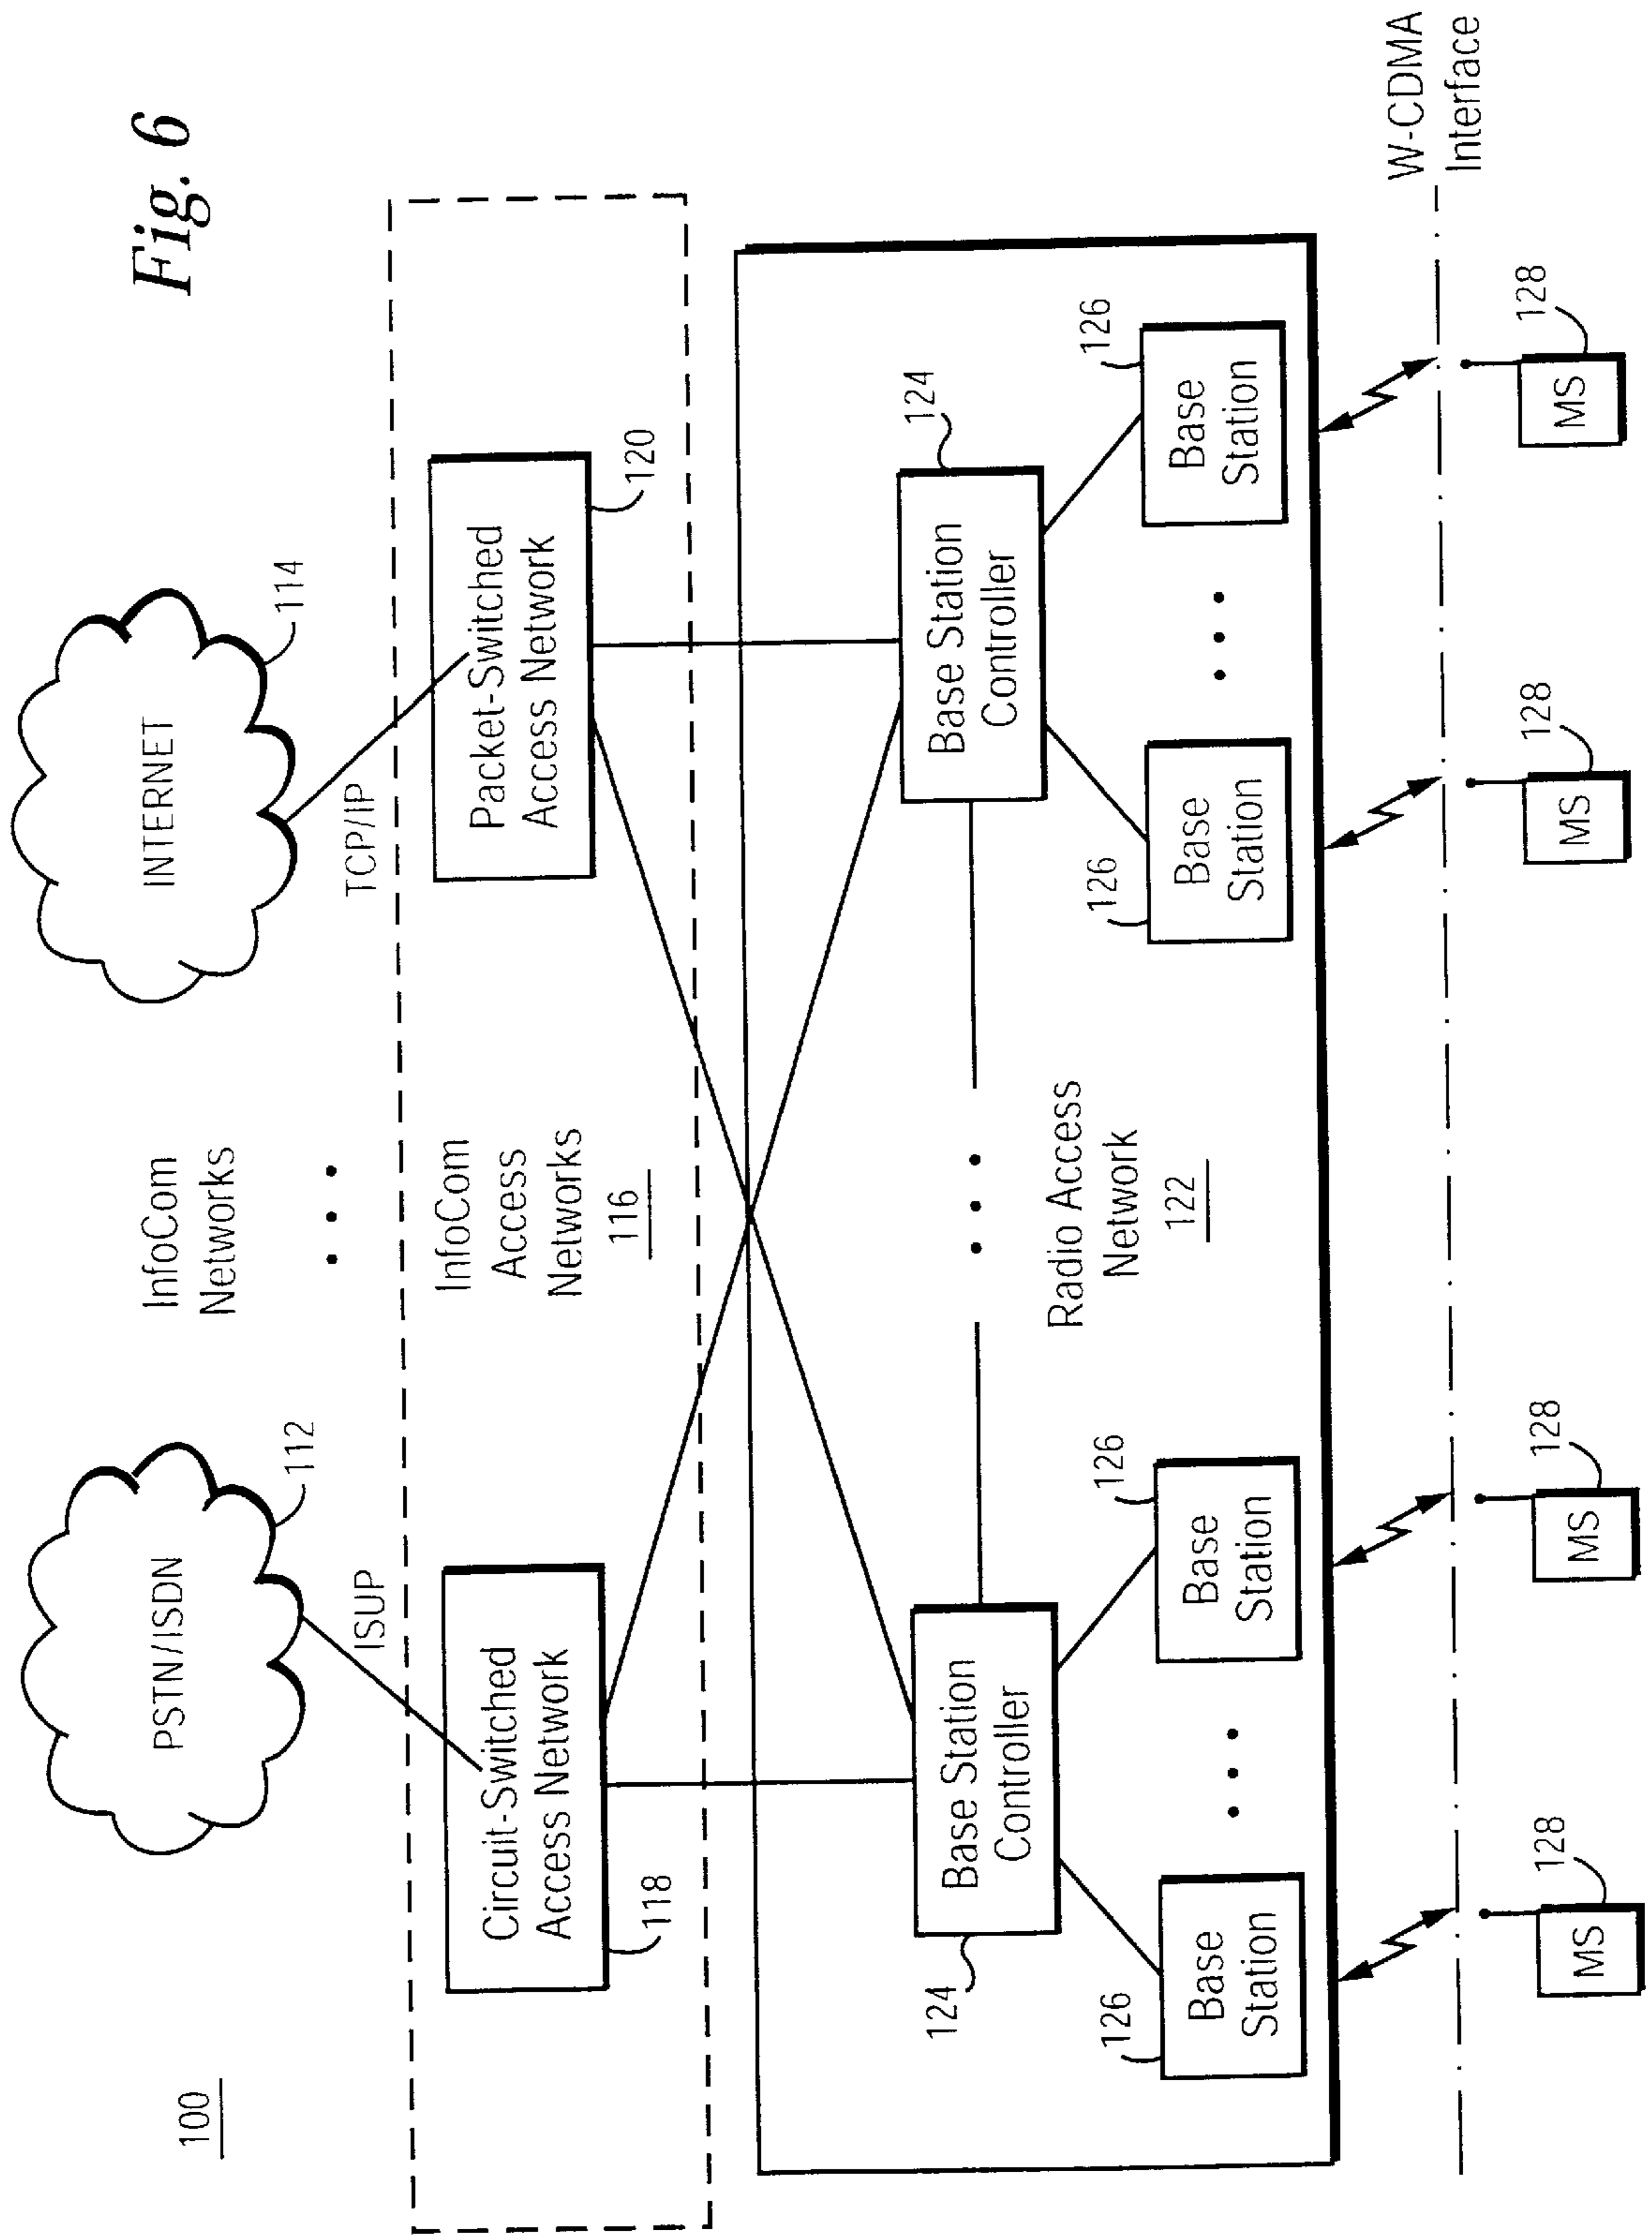 Fig. 6
100
InfoCom
Networks
PSTN/ISDN
112
INTERNET
114
ISUP
TCP/IP
Circuit-Switched
Access Network
118
InfoCom
Access
Networks
116
Packet-Switched
Access Network
120
Base Station
Controller
124
Base Station
Controller
124
Radio Access
Network
122
Base
Station
126
Base
Station
126
Base
Station
126
Base
Station
126
W-CDMA
Interface
MS
128
MS
128
MS
128
MS
128